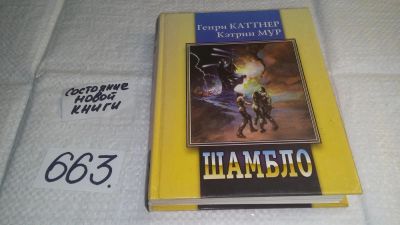 Генри КАТТНЕР
Кэтрин МУР
состояние
новой
книги
663.
ШАМБЛО